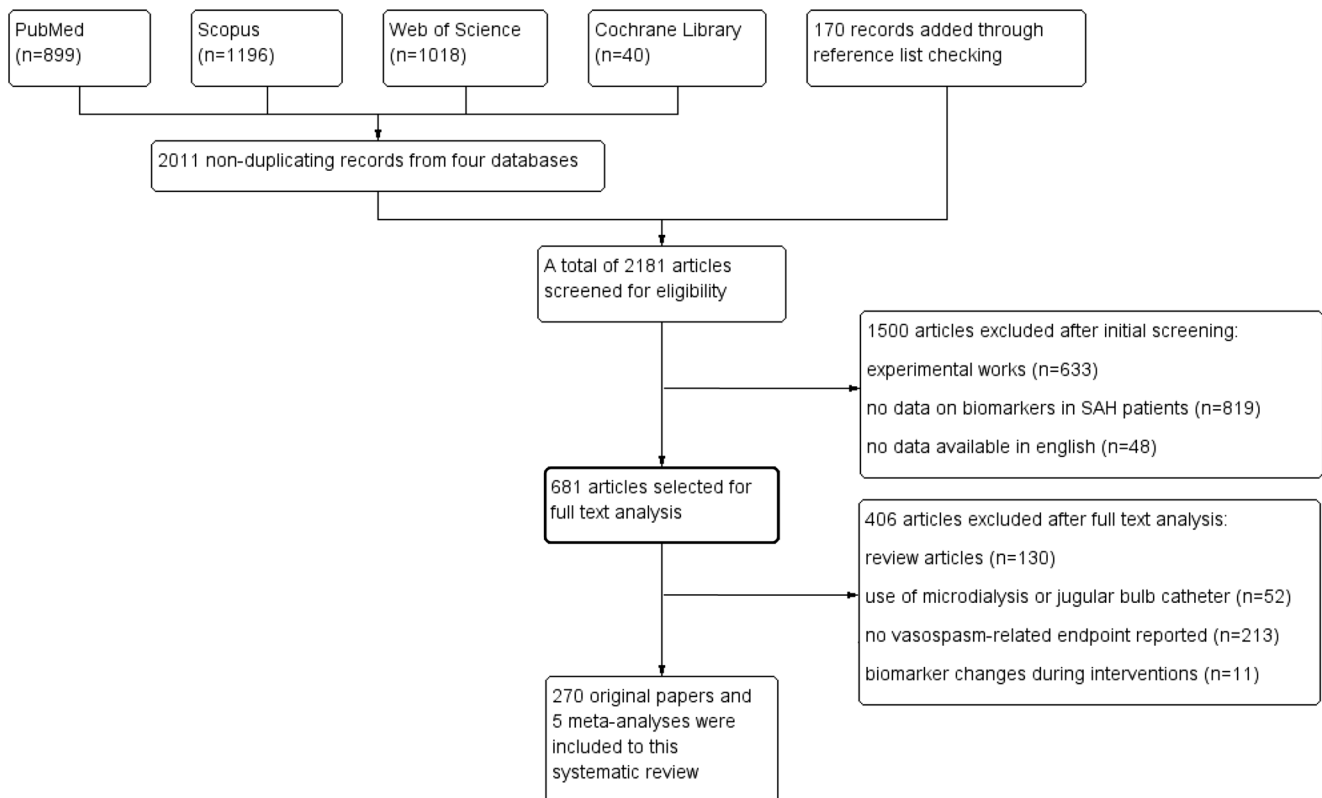 PubMed
(n=899)
Scopus
(n=1196)
Web of Science
(n=1018)
Cochrane Library
(n=40)
170 records added through
reference list checking
2011 non-duplicating records from four databases
A total of 2181 articles
screened for eligibility
1500 articles excluded after initial screening:
experimental works (n=633)
no data on biomarkers in SAH patients (n=819)
no data available in english (n=48)
681 articles selected for
full text analysis
406 articles excluded after full text analysis:
review articles (n=130)
use of microdialysis or jugular bulb catheter (n=52)
no vasospasm-related endpoint reported (n=213)
biomarker changes during interventions (n=11)
270 original papers and
5 meta-analyses were
included to this
systematic review